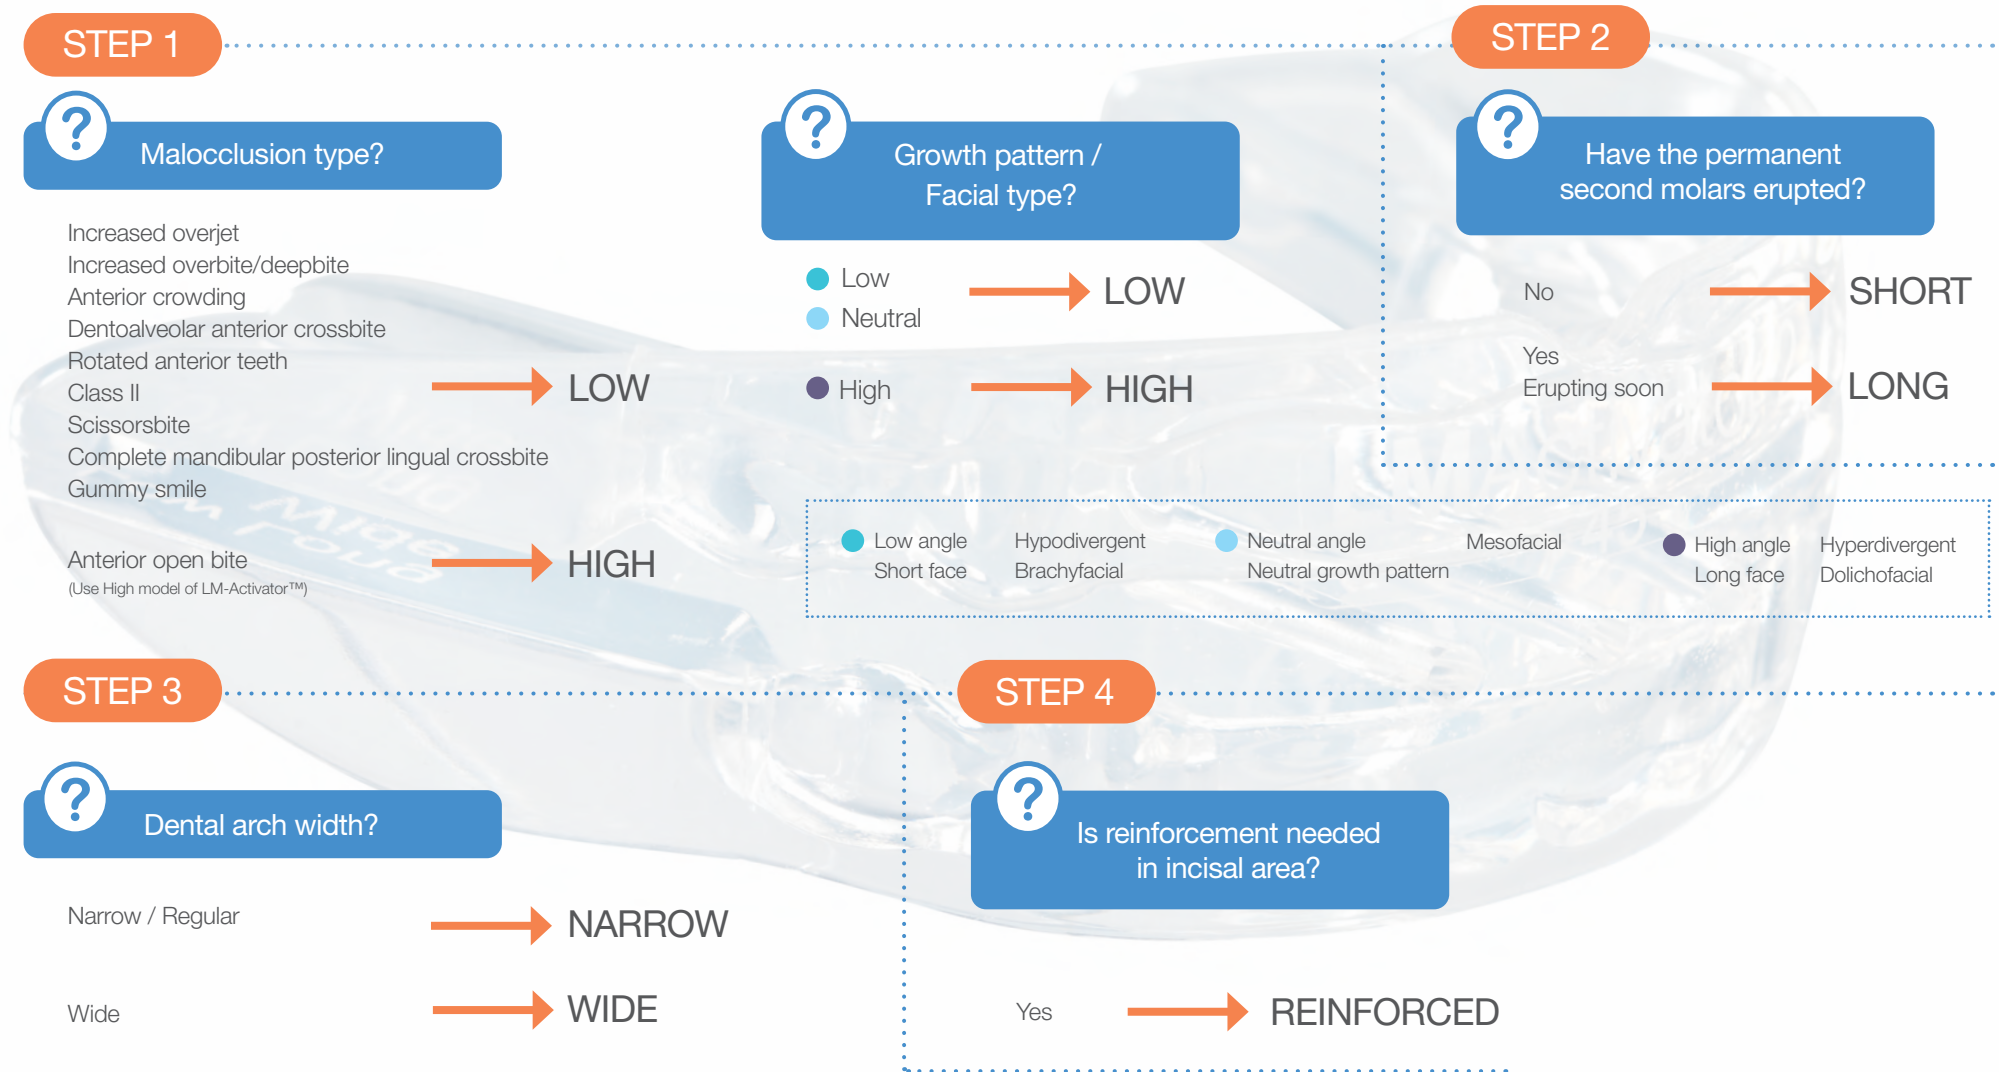 STEP 1
?
Malocclusion type?
Increased overjet
Increased overbite/deepbite
Anterior crowding
Dentoalveolar anterior crossbite
Rotated anterior teeth
Class II
Scissorsbite
Complete mandibular posterior lingual crossbite
Gummy smile
LOW
Anterior open bite
(Use High model of LM-Activator™)
HIGH
?
Growth pattern /
Facial type?
Low
Neutral
LOW
High
HIGH
STEP 2
?
Have the permanent
second molars erupted?
No
SHORT
Yes
Erupting soon
LONG
Low angle
Short face
Hypodivergent
Brachyfacial
Neutral angle
Neutral growth pattern
Mesofacial
High angle
Long face
Hyperdivergent
Dolichofacial
STEP 3
?
Dental arch width?
Narrow / Regular
NARROW
Wide
WIDE
STEP 4
?
Is reinforcement needed
in incisal area?
Yes
REINFORCED